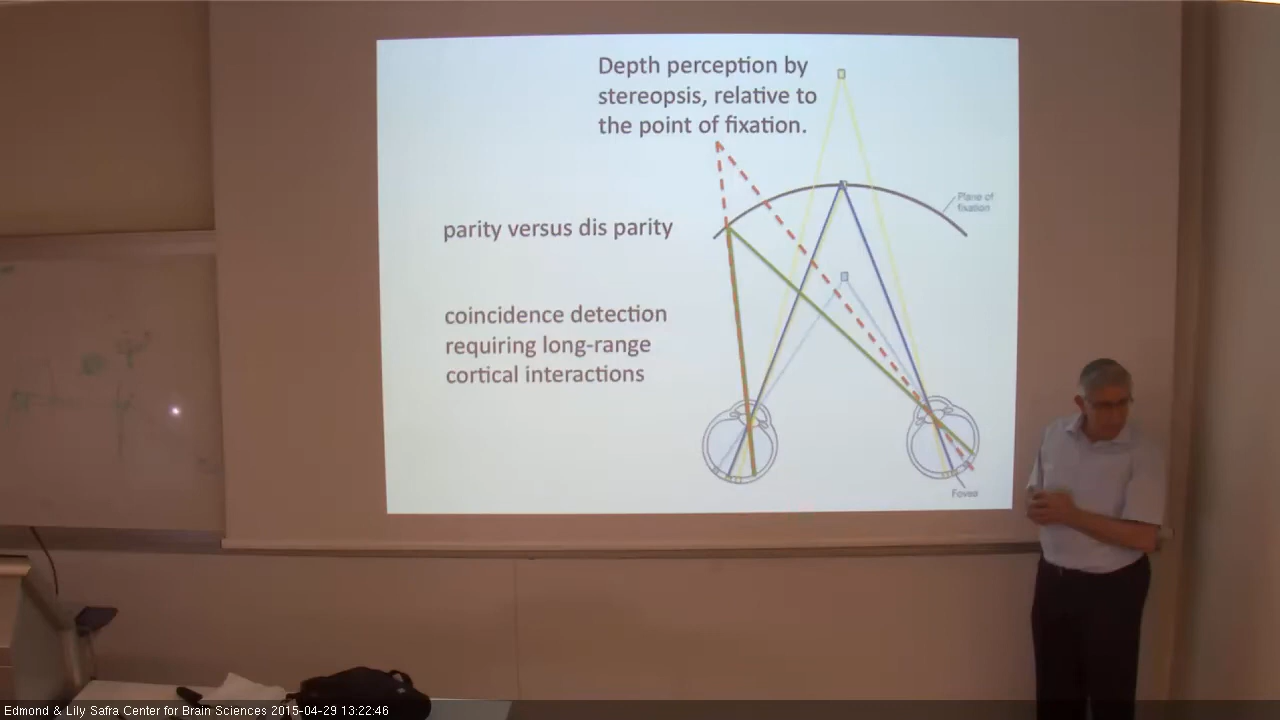 Depth perception by
stereopsis, relative to
the point of fixation.
Plane of
fixation
parity versus dis parity
coincidence detection
requiring long-range
cortical interactions
Fovea
Edmond & Lily Safra Center for Brain Sciences 2015-04-29 13:22:46